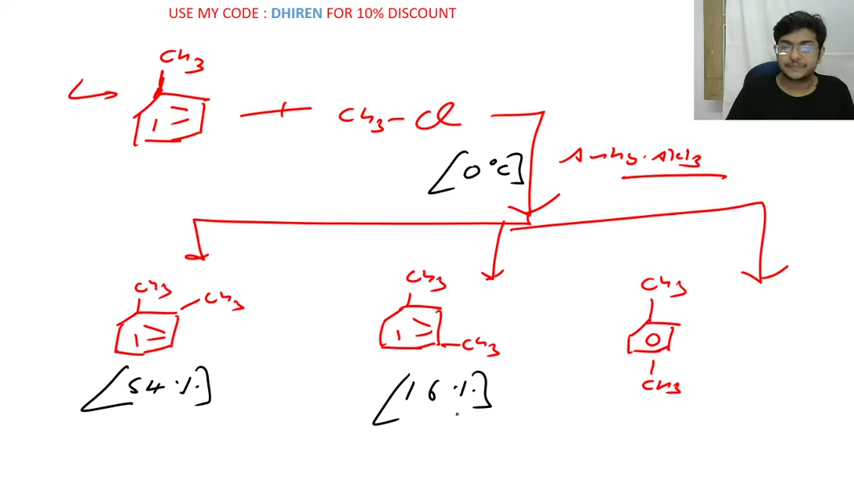 USE MY CODE : DHIREN FOR 10% DISCOUNT
CH3
+ CH3-Cl
[0°C]
Anhy. AlCl3
CH3
CH3
CH3
CH3
CH3
CH3
[54%]
[16%]